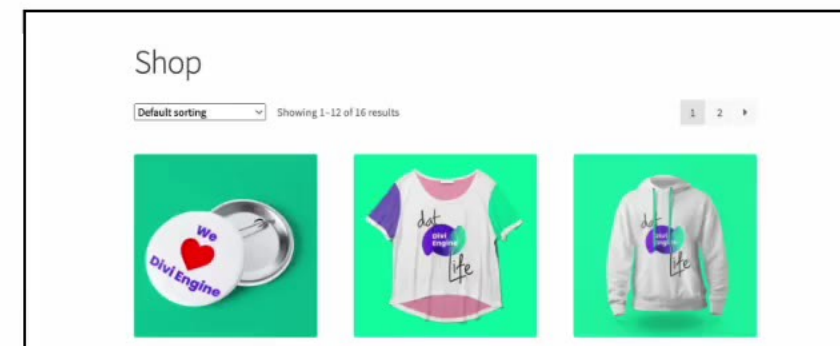 Shop
Default sorting
Showing 1–12 of 16 results
1 2
We
Divi Engine
dat
Divi
Engine
Life
dat
Divi
Engine
Life